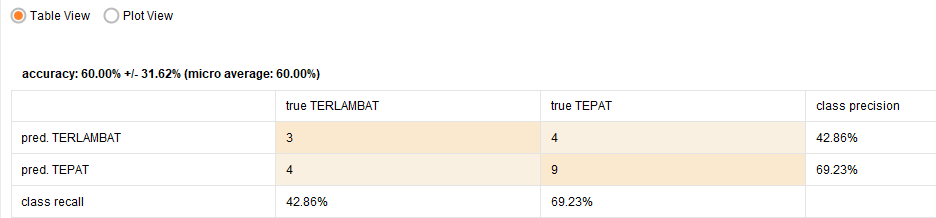 Table View Plot View
accuracy: 60.00% +/- 31.62% (micro average: 60.00%)
true TERLAMBAT true TEPAT class precision
pred. TERLAMBAT 3 4 42.86%
pred. TEPAT 4 9 69.23%
class recall 42.86% 69.23%